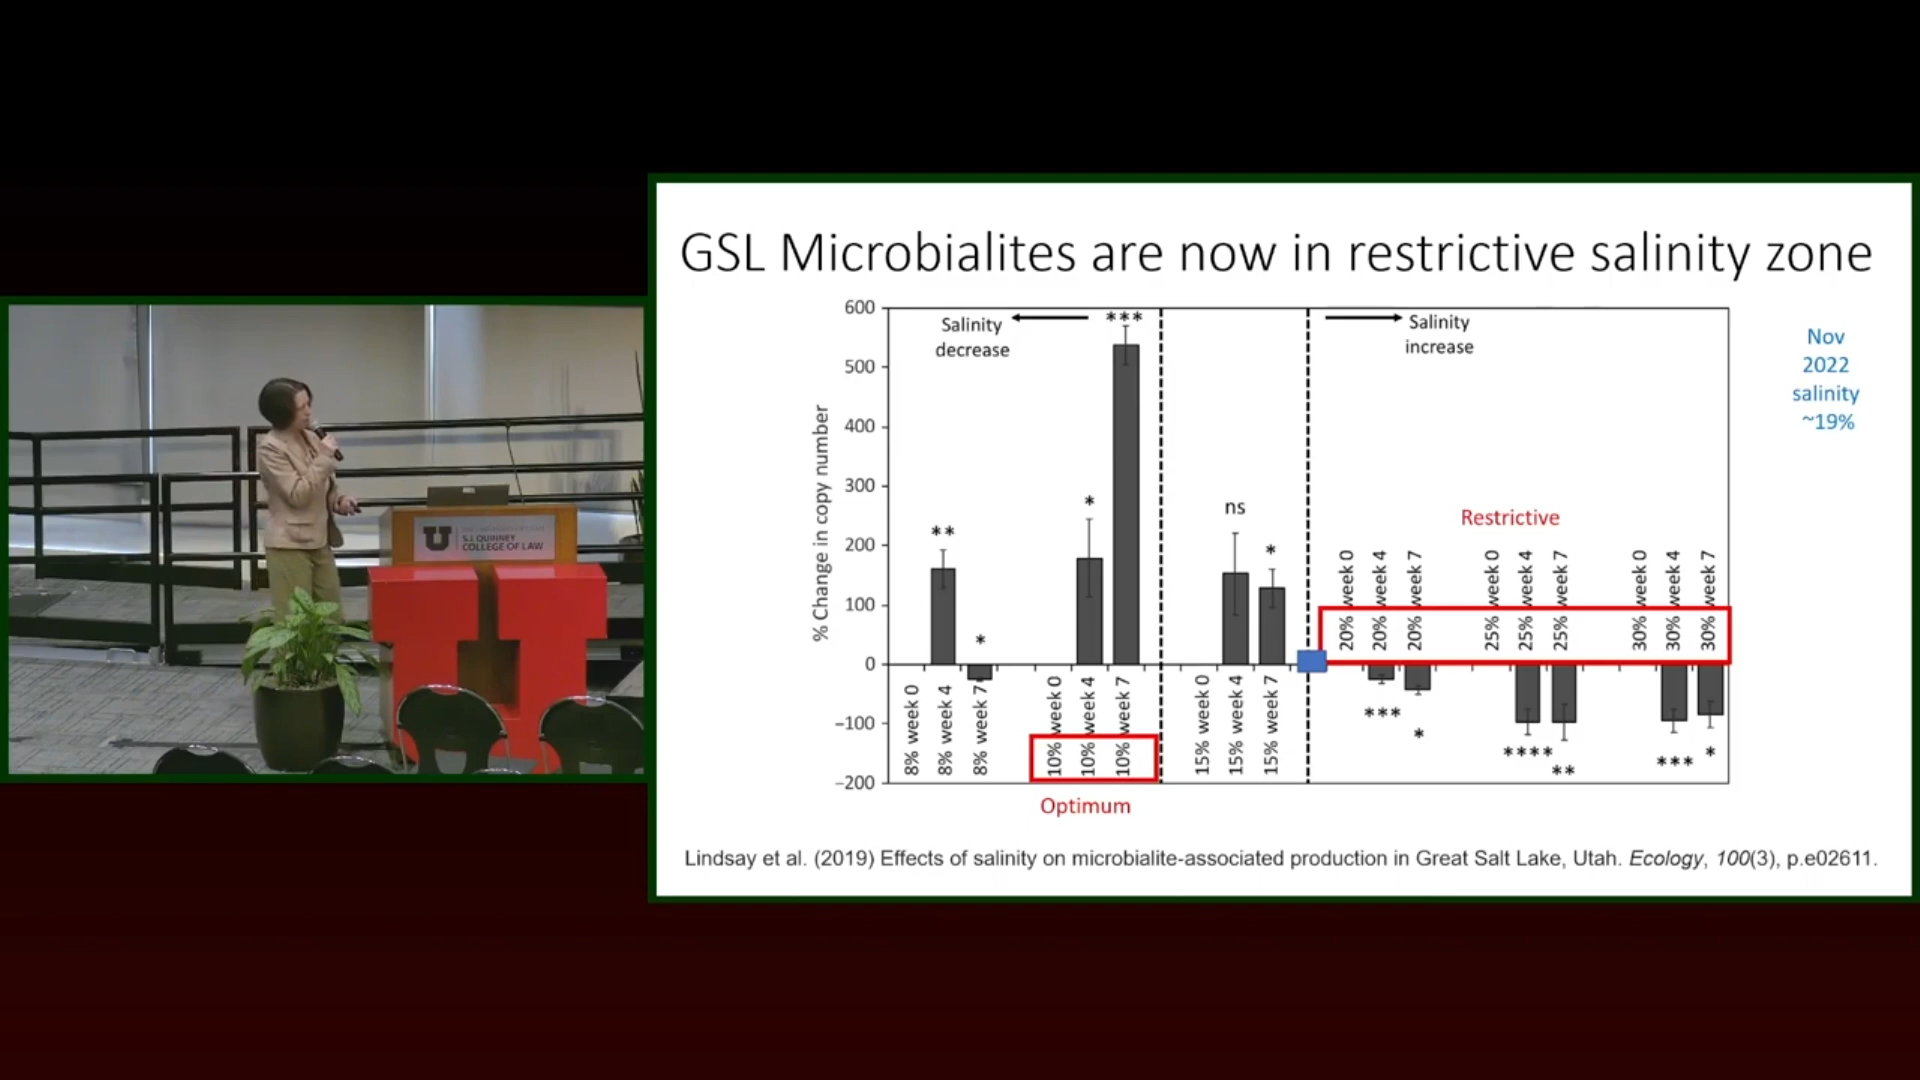 GSL Microbialites are now in restrictive salinity zone
600
500
400
300
200
100
0
−100
−200
% Change in copy number
Salinity
decrease
Salinity
increase
**
*
*
***
ns
*
***
*
****
**
***
*
8% week 0
8% week 4
8% week 7
10% week 0
10% week 4
10% week 7
15% week 0
15% week 4
15% week 7
20% week 0
20% week 4
20% week 7
25% week 0
25% week 4
25% week 7
30% week 0
30% week 4
30% week 7
Restrictive
Optimum
Nov
2022
salinity
~19%
Lindsay et al. (2019) Effects of salinity on microbialite-associated production in Great Salt Lake, Utah. Ecology, 100(3), p.e02611.
U
S.J. QUINNEY
COLLEGE OF LAW
U